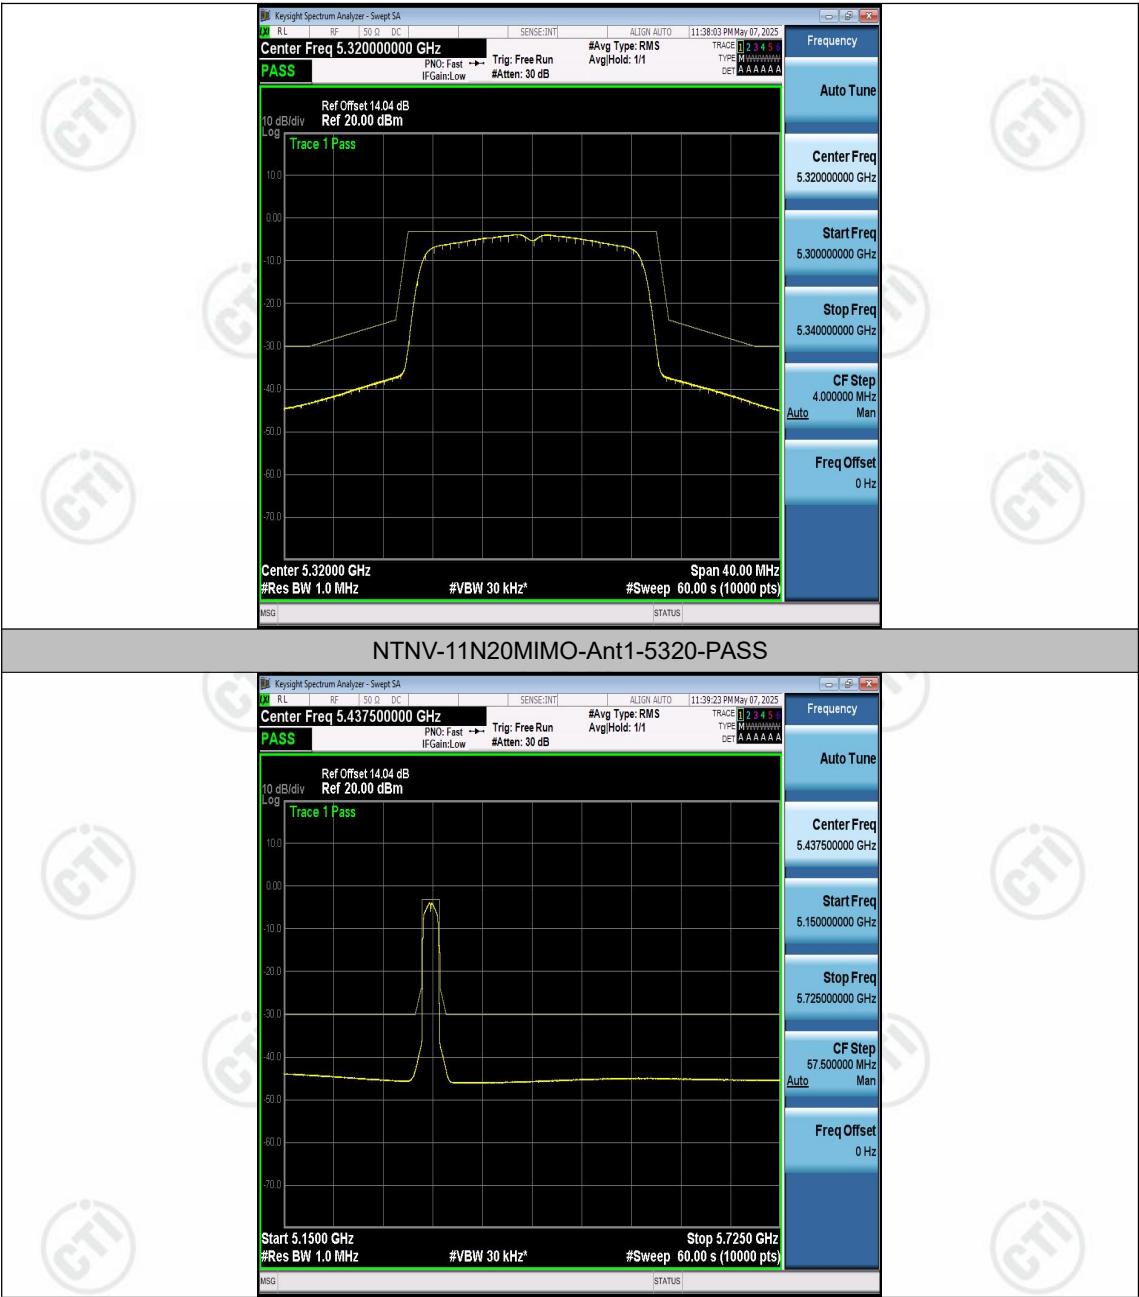 Keysight Spectrum Analyzer - Swept SA
RL RF 50 Ω DC SENSE:INT ALIGN AUTO 11:38:03 PM May 07, 2025
Center Freq 5.320000000 GHz
#Avg Type: RMS
TRACE 1 2 3 4 5 6
PASS
PNO: Fast
IFGain:Low
Trig: Free Run
#Atten: 30 dB
Avg|Hold: 1/1
TYPE M
DET A A A A A A
Ref Offset 14.04 dB
10 dB/div Ref 20.00 dBm
Log
Trace 1 Pass
10.0
0.00
-10.0
-20.0
-30.0
-40.0
-50.0
-60.0
-70.0
Center 5.32000 GHz
Span 40.00 MHz
#Res BW 1.0 MHz
#VBW 30 kHz*
#Sweep 60.00 s (10000 pts)
MSG
STATUS
Frequency
Auto Tune
Center Freq
5.320000000 GHz
Start Freq
5.300000000 GHz
Stop Freq
5.340000000 GHz
CF Step
4.000000 MHz
Auto Man
Freq Offset
0 Hz
NTNV-11N20MIMO-Ant1-5320-PASS
Keysight Spectrum Analyzer - Swept SA
RL RF 50 Ω DC SENSE:INT ALIGN AUTO 11:39:23 PM May 07, 2025
Center Freq 5.437500000 GHz
#Avg Type: RMS
TRACE 1 2 3 4 5 6
PASS
PNO: Fast
IFGain:Low
Trig: Free Run
#Atten: 30 dB
Avg|Hold: 1/1
TYPE M
DET A A A A A A
Ref Offset 14.04 dB
10 dB/div Ref 20.00 dBm
Log
Trace 1 Pass
10.0
0.00
-10.0
-20.0
-30.0
-40.0
-50.0
-60.0
-70.0
Start 5.1500 GHz
Stop 5.7250 GHz
#Res BW 1.0 MHz
#VBW 30 kHz*
#Sweep 60.00 s (10000 pts)
MSG
STATUS
Frequency
Auto Tune
Center Freq
5.437500000 GHz
Start Freq
5.150000000 GHz
Stop Freq
5.725000000 GHz
CF Step
57.500000 MHz
Auto Man
Freq Offset
0 Hz
CTI
CTI
CTI
CTI
CTI
CTI
CTI
CTI
CTI
CTI